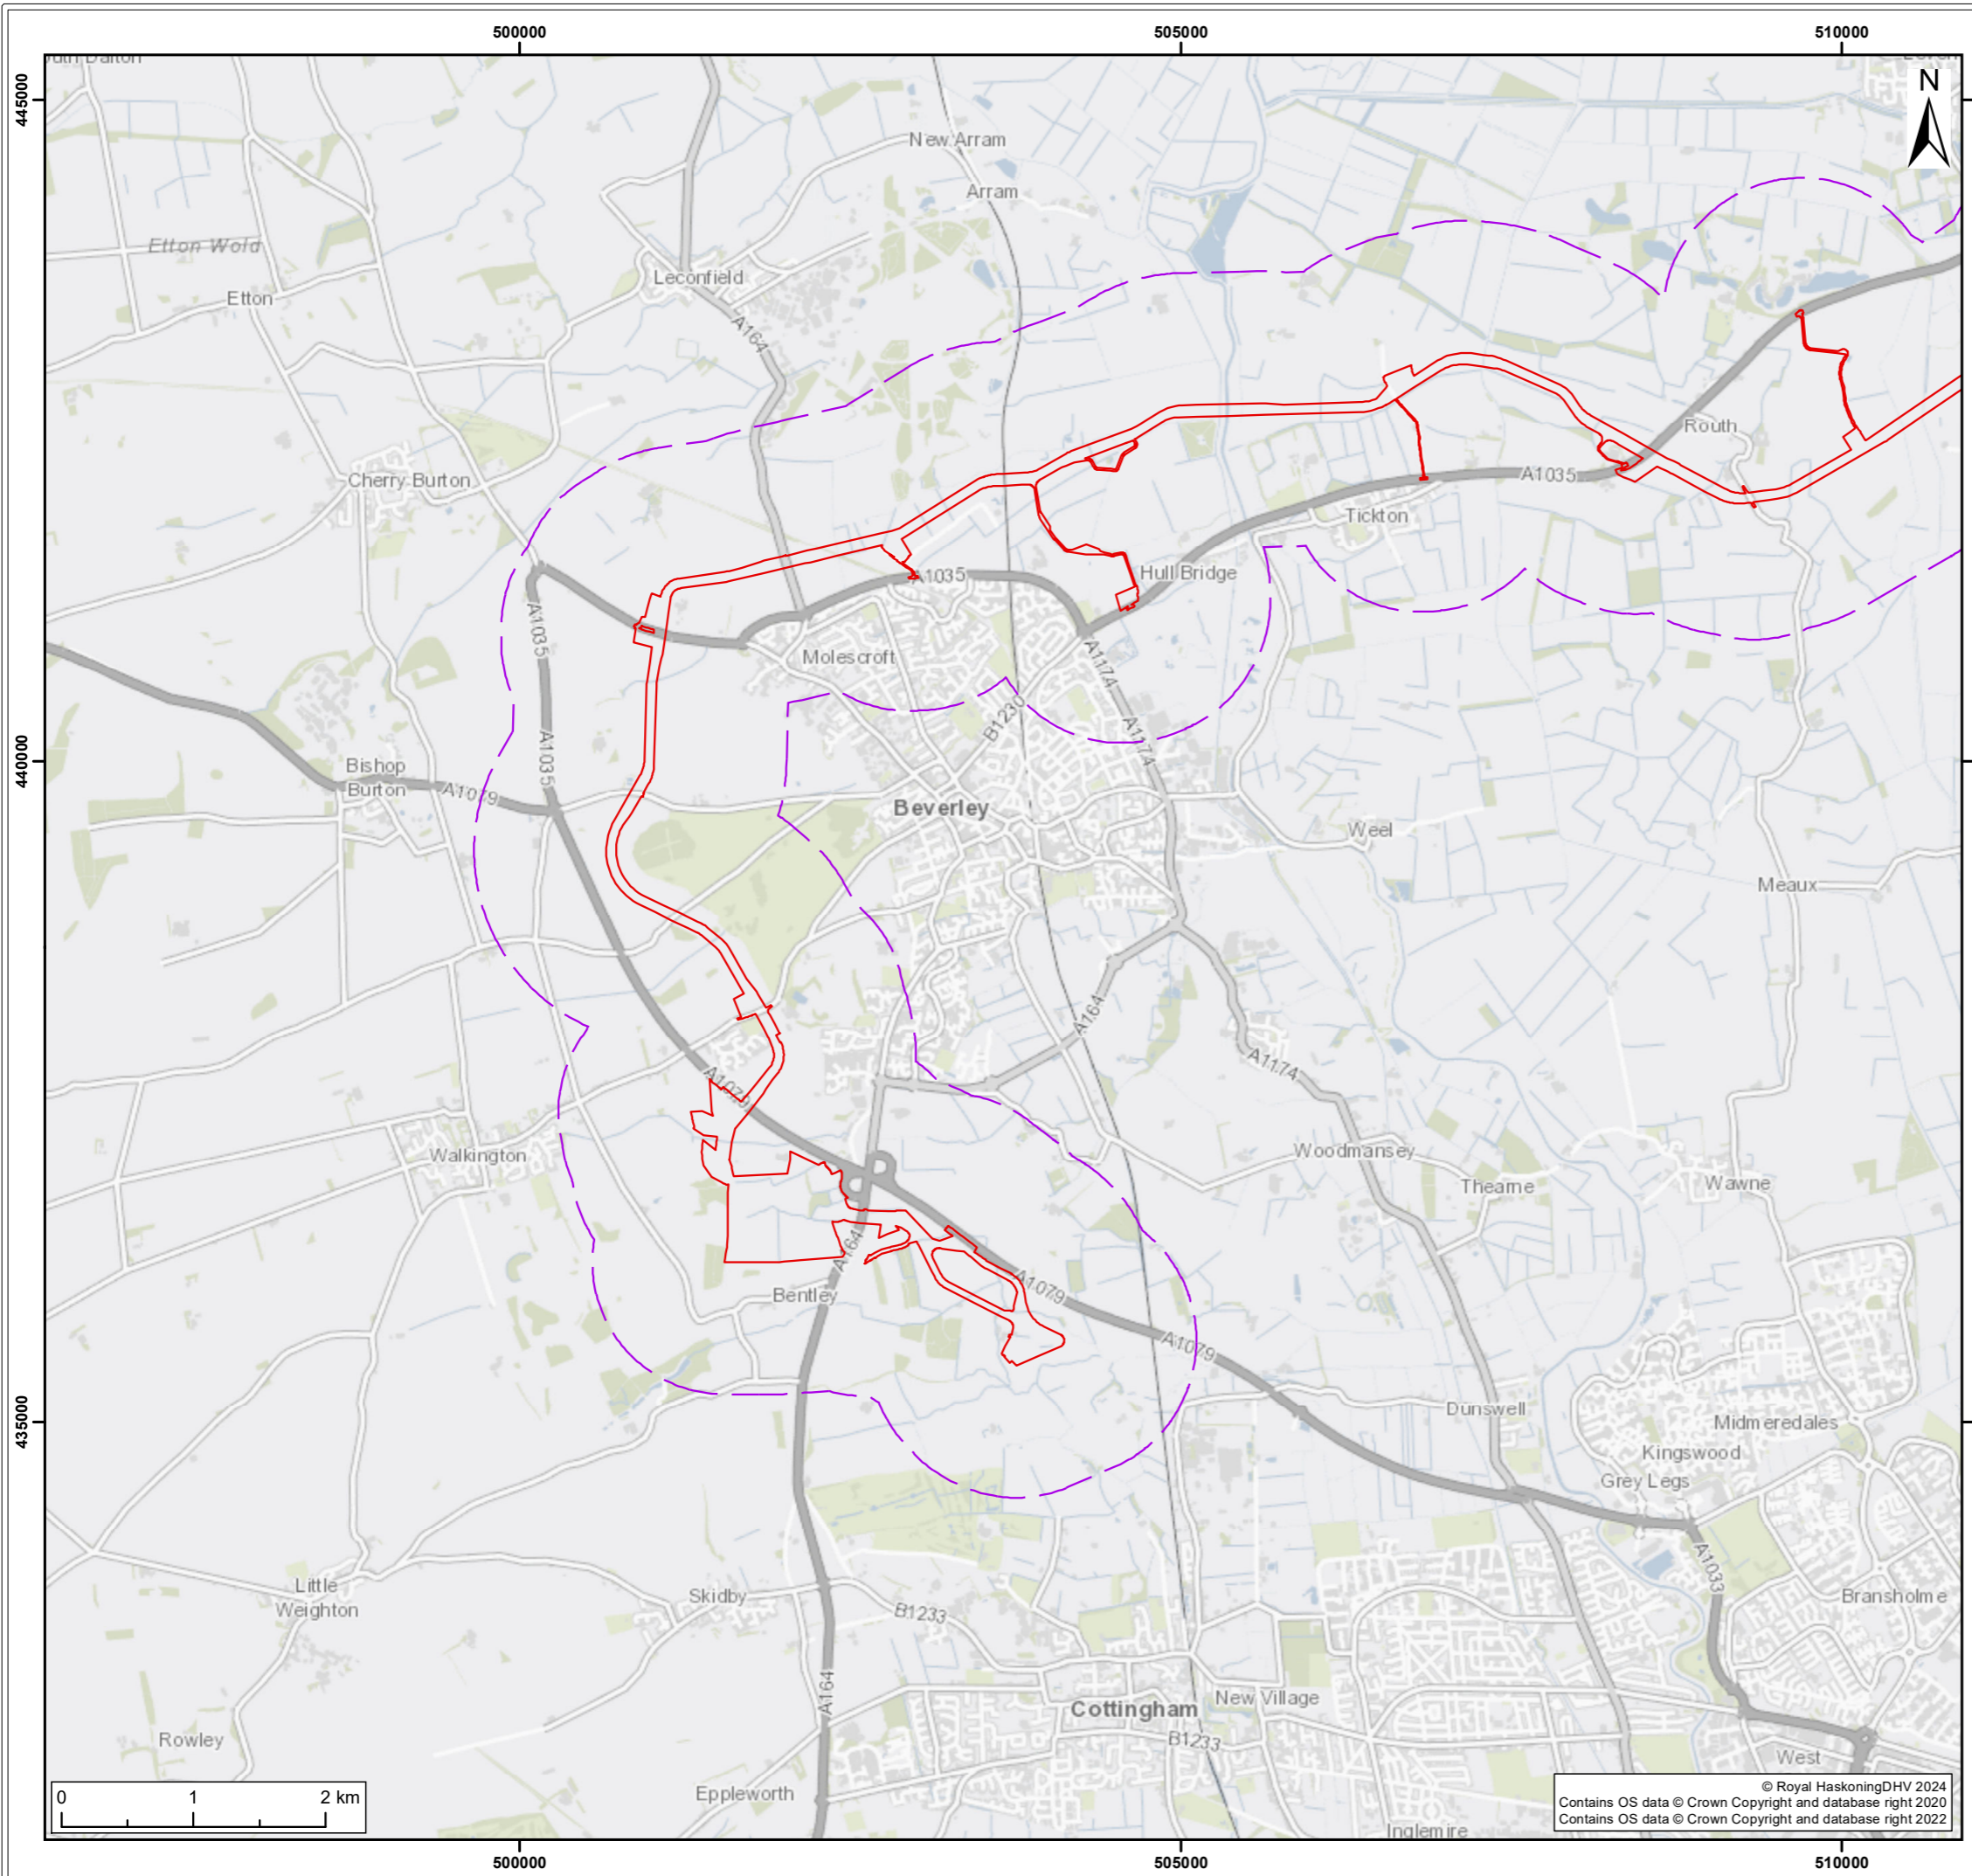 500000
505000
510000
445000
440000
435000
N
New Arram
Arram
Etton Wold
Leconfield
Etton
A164
Routh
Cherry Burton
A1035
Tickton
Hull Bridge
A1035
A1035
Molescroft
A1174
B1230
A1174
A1035
Bishop
Burton
A1079
Beverley
Weel
Meaux
A164
A1174
A1079
Walkington
Woodmansey
Thearne
Wawne
A164
A1079
Bentley
A1079
Dunswell
Midmeredales
Kingswood
Grey Legs
A1033
Little
Weighton
Skidby
B1233
Bransholme
A164
Cottingham
New Village
B1233
Rowley
West
Eppleworth
Inglemire
0 1 2 km
© Royal HaskoningDHV 2024
Contains OS data © Crown Copyright and database right 2020
Contains OS data © Crown Copyright and database right 2022
500000
505000
510000